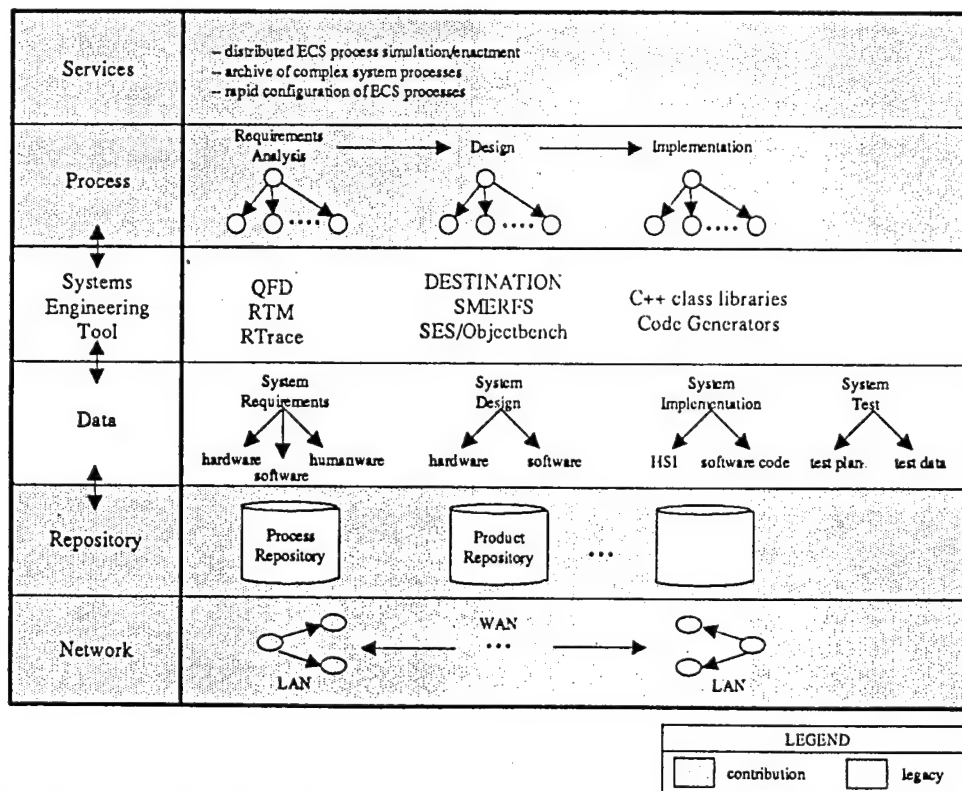 Services
– distributed ECS process simulation/enactment
– archive of complex system processes
– rapid configuration of ECS processes
Process
Requirements
Analysis
Design
Implementation
Systems
Engineering
Tool
QFD
RTM
RTrace
DESTINATION
SMERFS
SES/Objectbench
C++ class libraries
Code Generators
Data
System
Requirements
hardware
software
humanware
System
Design
hardware
software
System
Implementation
HSI
software code
System
Test
test plan
test data
Repository
Process
Repository
Product
Repository
...
Network
LAN
WAN
...
LAN
LEGEND
contribution
legacy